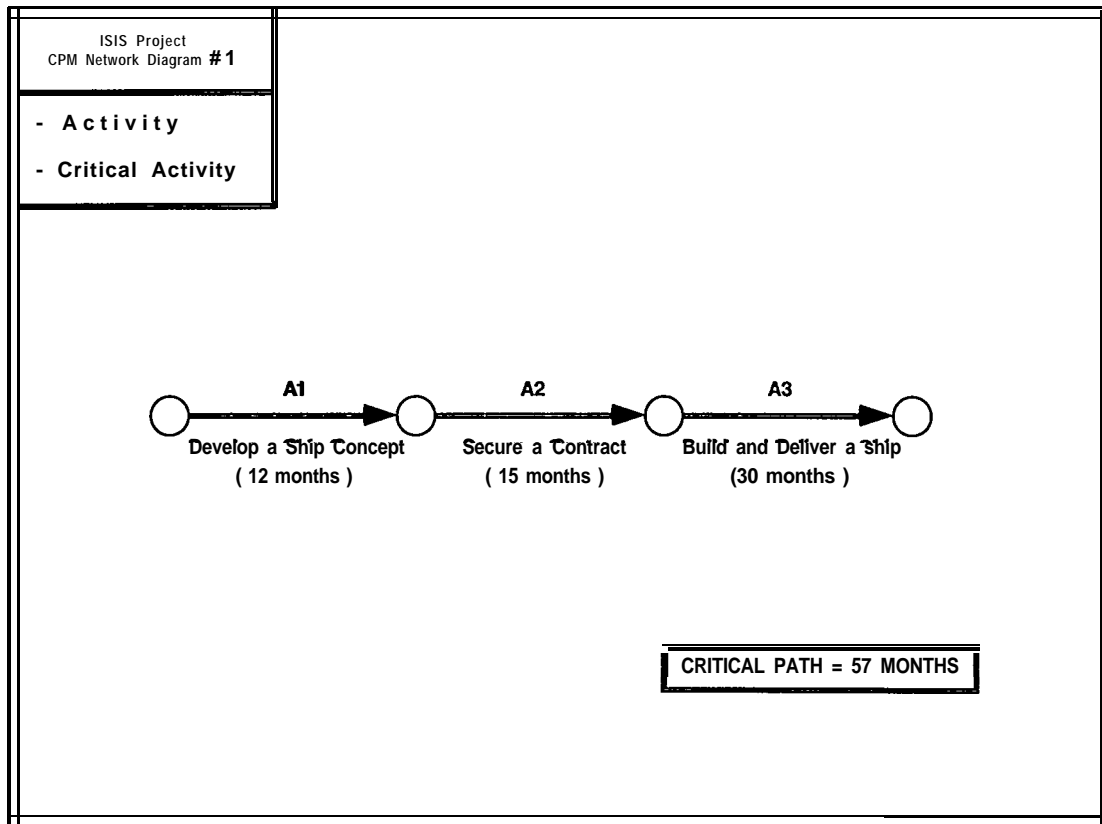 ISIS Project
CPM Network Diagram #1
- Activity
- Critical Activity
A1
A2
A3
Develop a Ship Concept
( 12 months )
Secure a Contract
( 15 months )
Build and Deliver a ship
(30 months )
CRITICAL PATH = 57 MONTHS